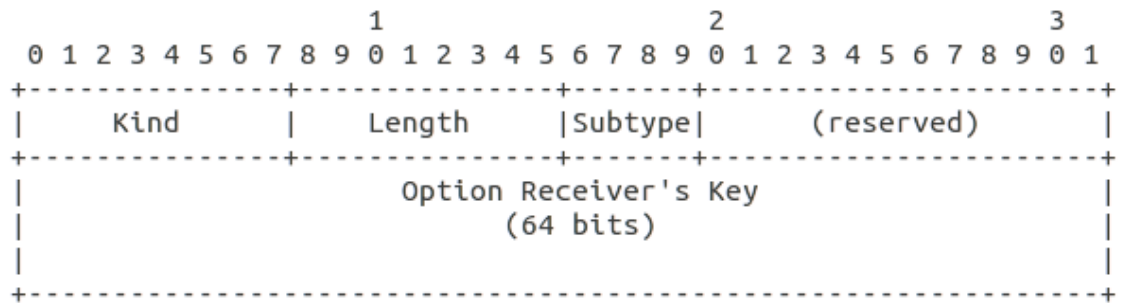 1                   2                   3
 0 1 2 3 4 5 6 7 8 9 0 1 2 3 4 5 6 7 8 9 0 1 2 3 4 5 6 7 8 9 0 1
+---------------+---------------+-------+-----------------------+
|     Kind      |    Length     |Subtype|      (reserved)       |
+---------------+---------------+-------+-----------------------+
|                      Option Receiver's Key                    |
|                            (64 bits)                          |
|                                                               |
+---------------------------------------------------------------+